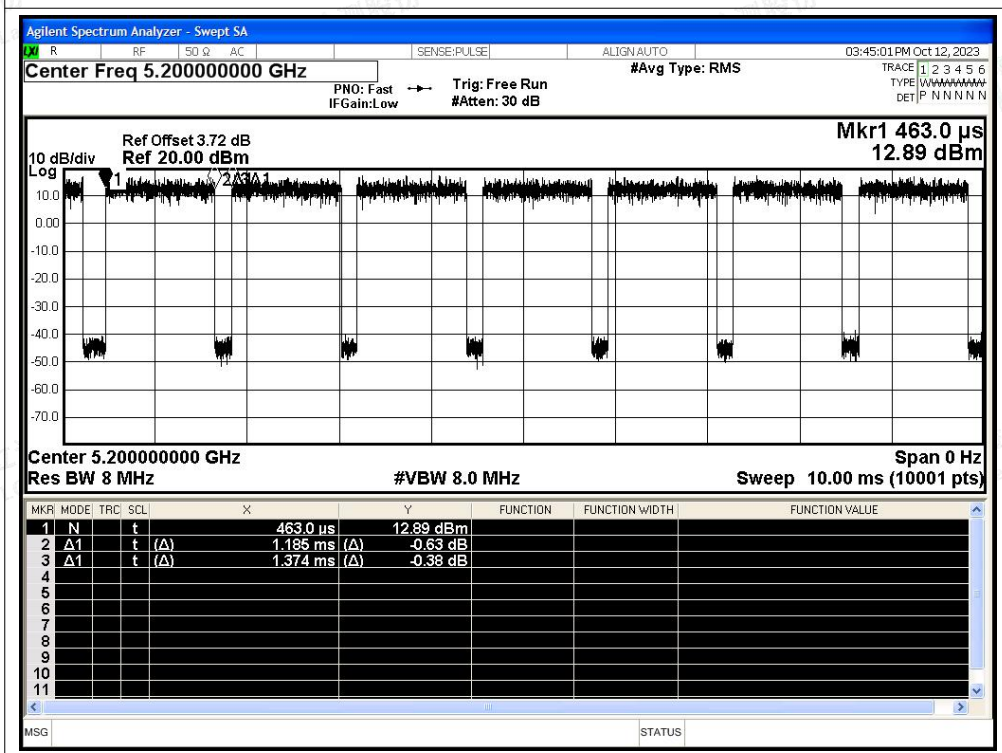 Agilent Spectrum Analyzer - Swept SA
LXI R RF 50 Ω AC SENSE:PULSE ALIGN AUTO 03:45:01 PM Oct 12, 2023
Center Freq 5.200000000 GHz
#Avg Type: RMS
TRACE 1 2 3 4 5 6
PNO: Fast Trig: Free Run
TYPE WWWWWW
IFGain:Low #Atten: 30 dB
DET P N N N N N
Mkr1 463.0 µs
Ref Offset 3.72 dB
10 dB/div Ref 20.00 dBm 12.89 dBm
Log
1 2Δ1 3Δ1
10.0
0.00
-10.0
-20.0
-30.0
-40.0
-50.0
-60.0
-70.0
Center 5.200000000 GHz Span 0 Hz
Res BW 8 MHz #VBW 8.0 MHz Sweep 10.00 ms (10001 pts)
MKR MODE TRC SCL X Y FUNCTION FUNCTION WIDTH FUNCTION VALUE
1 N t 463.0 µs 12.89 dBm
2 Δ1 t (Δ) 1.185 ms (Δ) -0.63 dB
3 Δ1 t (Δ) 1.374 ms (Δ) -0.38 dB
4
5
6
7
8
9
10
11
MSG STATUS